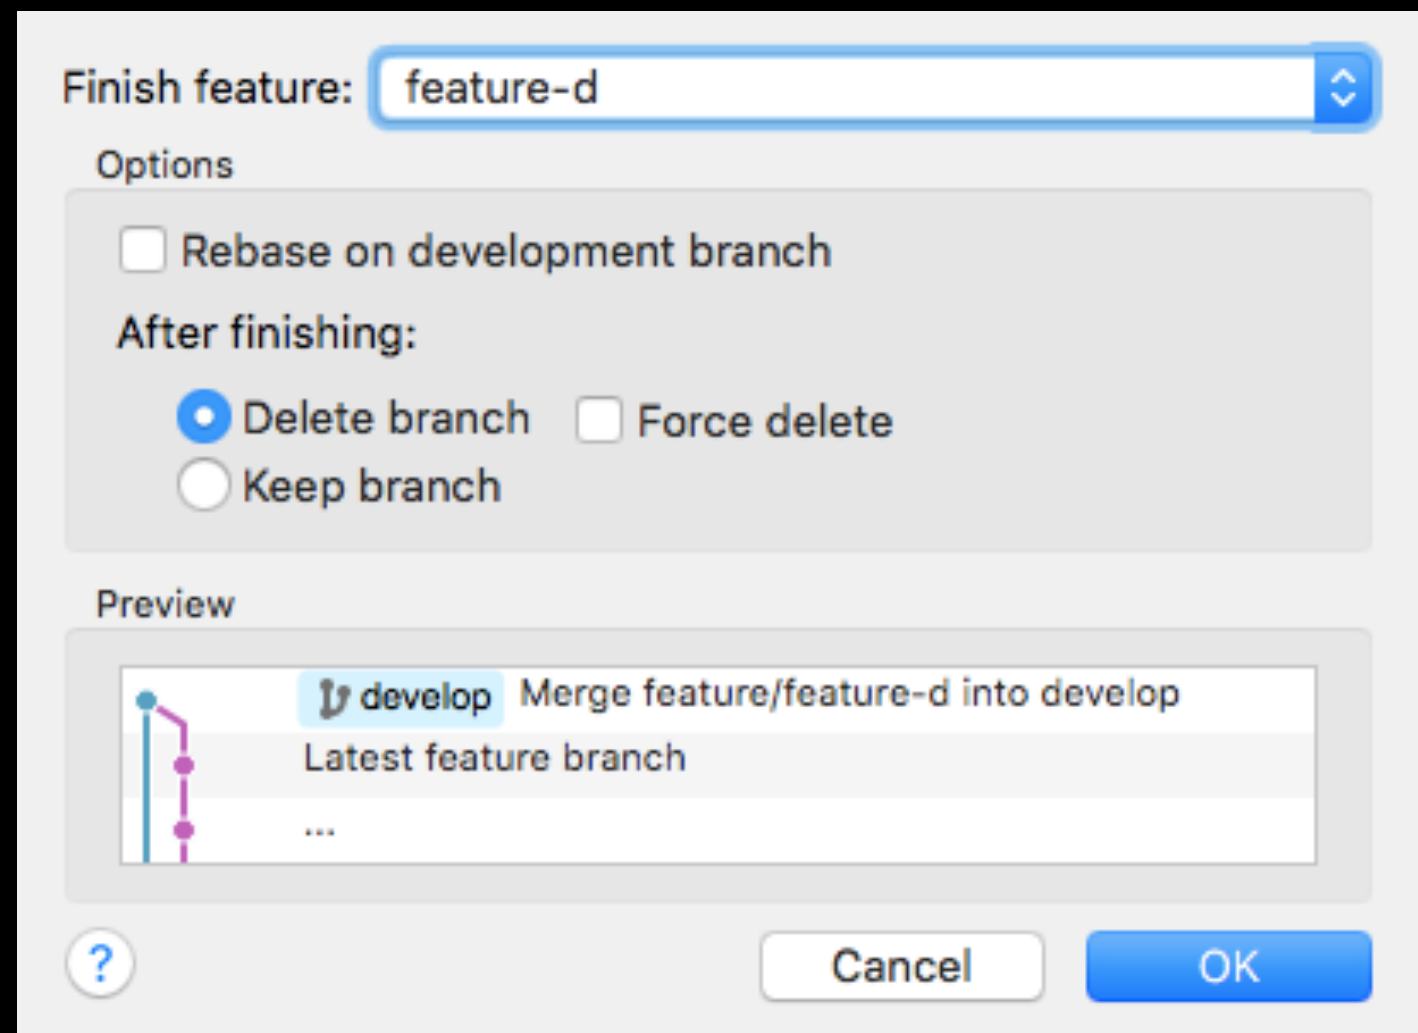 Finish feature: feature-d
Options
Rebase on development branch
After finishing:
Delete branch Force delete
Keep branch
Preview
develop Merge feature/feature-d into develop
Latest feature branch
...
? Cancel OK